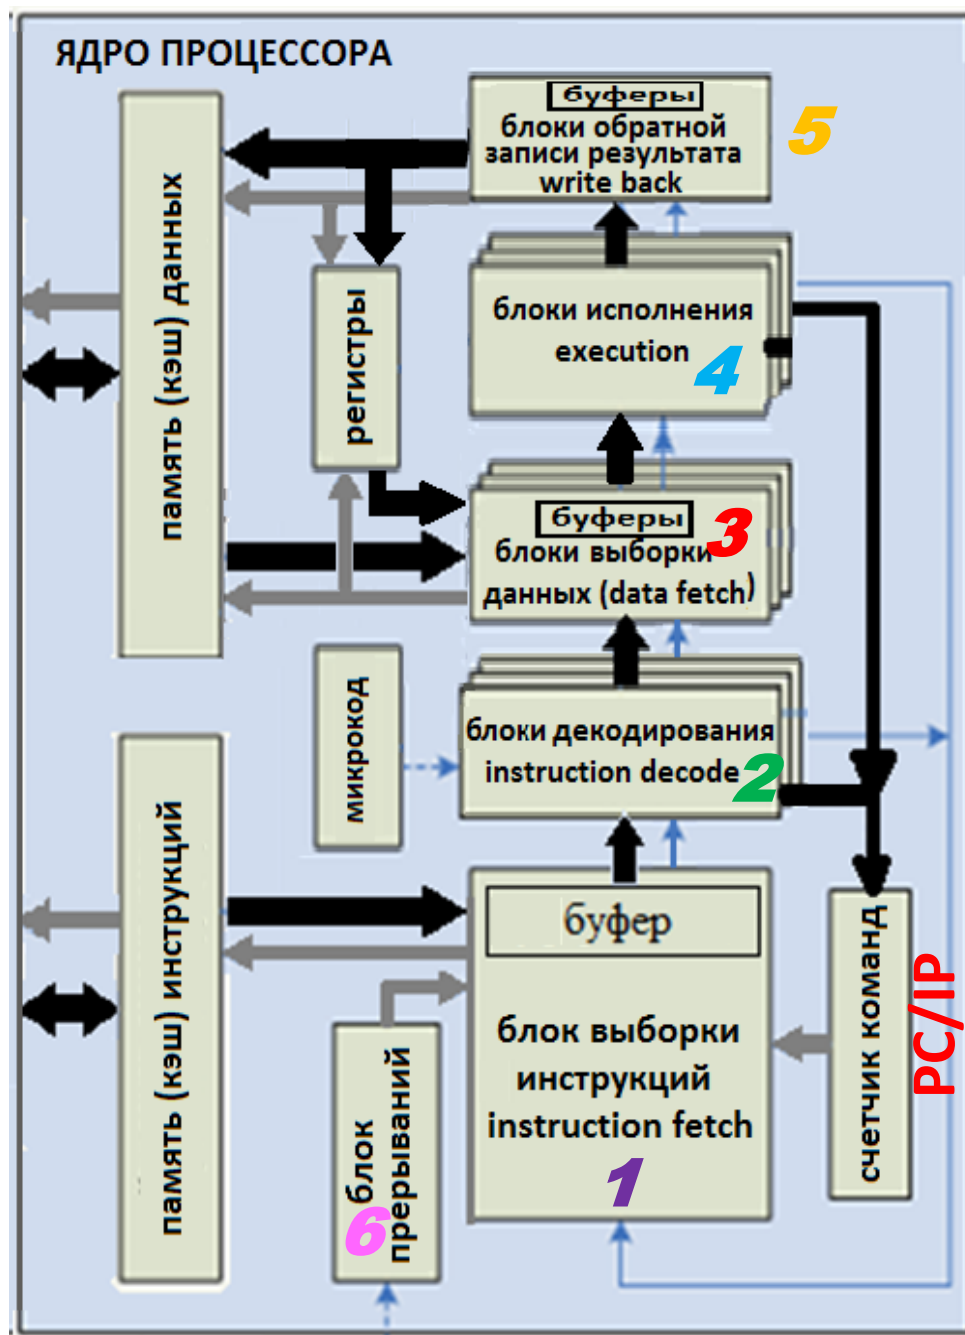 ЯДРО ПРОЦЕССОРА
буферы
блоки обратной
записи результата
write back
5
память (кэш) данных
регистры
блоки исполнения
execution
4
буферы
3
блоки выборки
данных (data fetch)
микрокод
блоки декодирования
instruction decode
2
память (кэш) инструкций
буфер
блок выборки
инструкций
instruction fetch
1
блок
прерываний
6
счетчик команд
PC/IP